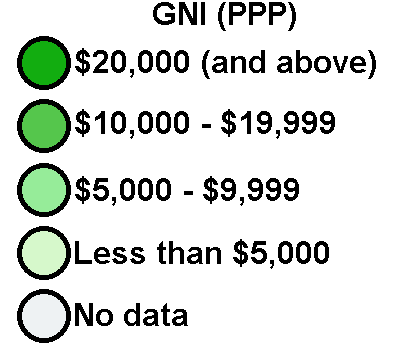 GNI (PPP)
$20,000 (and above)
$10,000 - $19,999
$5,000 - $9,999
Less than $5,000
No data